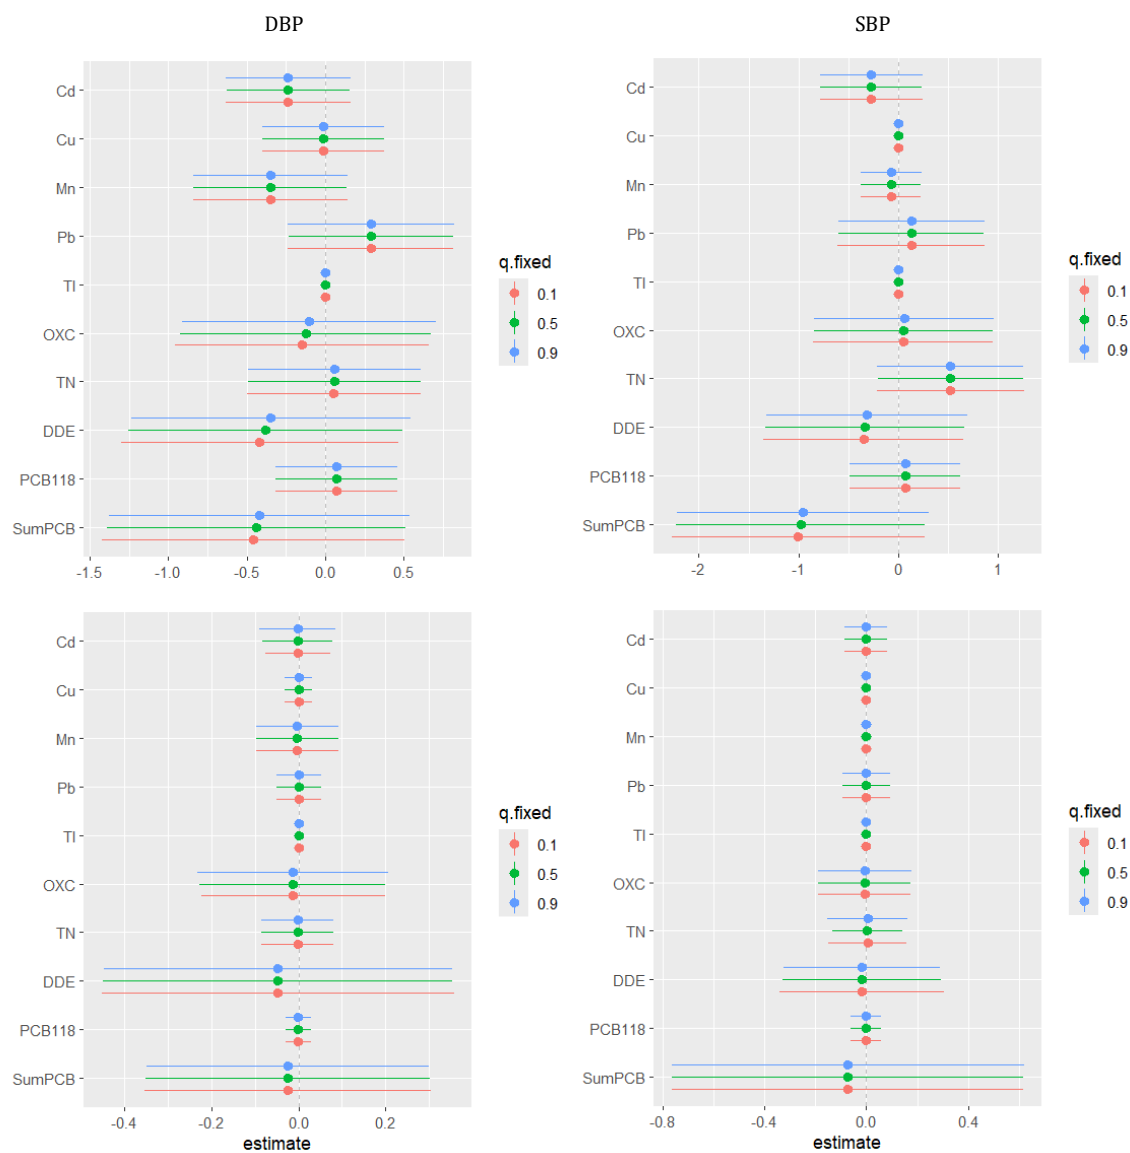 DBP
SBP
Cd
Cu
Mn
Pb
Tl
OXC
TN
DDE
PCB118
SumPCB
-1.5 -1.0 -0.5 0.0 0.5
q.fixed
0.1
0.5
0.9
Cd
Cu
Mn
Pb
Tl
OXC
TN
DDE
PCB118
SumPCB
-2 -1 0 1
q.fixed
0.1
0.5
0.9
Cd
Cu
Mn
Pb
Tl
OXC
TN
DDE
PCB118
SumPCB
-0.4 -0.2 0.0 0.2
estimate
q.fixed
0.1
0.5
0.9
Cd
Cu
Mn
Pb
Tl
OXC
TN
DDE
PCB118
SumPCB
-0.8 -0.4 0.0 0.4
estimate
q.fixed
0.1
0.5
0.9